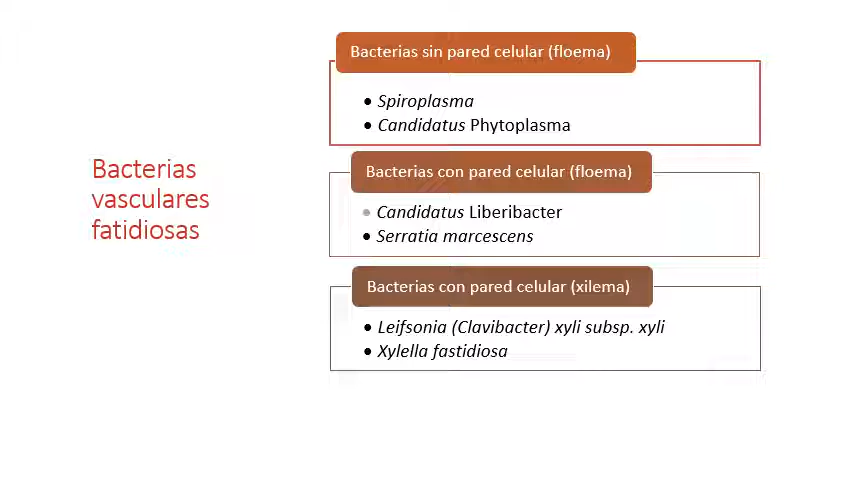 Bacterias
vasculares
fatidiosas
Bacterias sin pared celular (floema)
• Spiroplasma
• Candidatus Phytoplasma
Bacterias con pared celular (floema)
• Candidatus Liberibacter
• Serratia marcescens
Bacterias con pared celular (xilema)
• Leifsonia (Clavibacter) xyli subsp. xyli
• Xylella fastidiosa